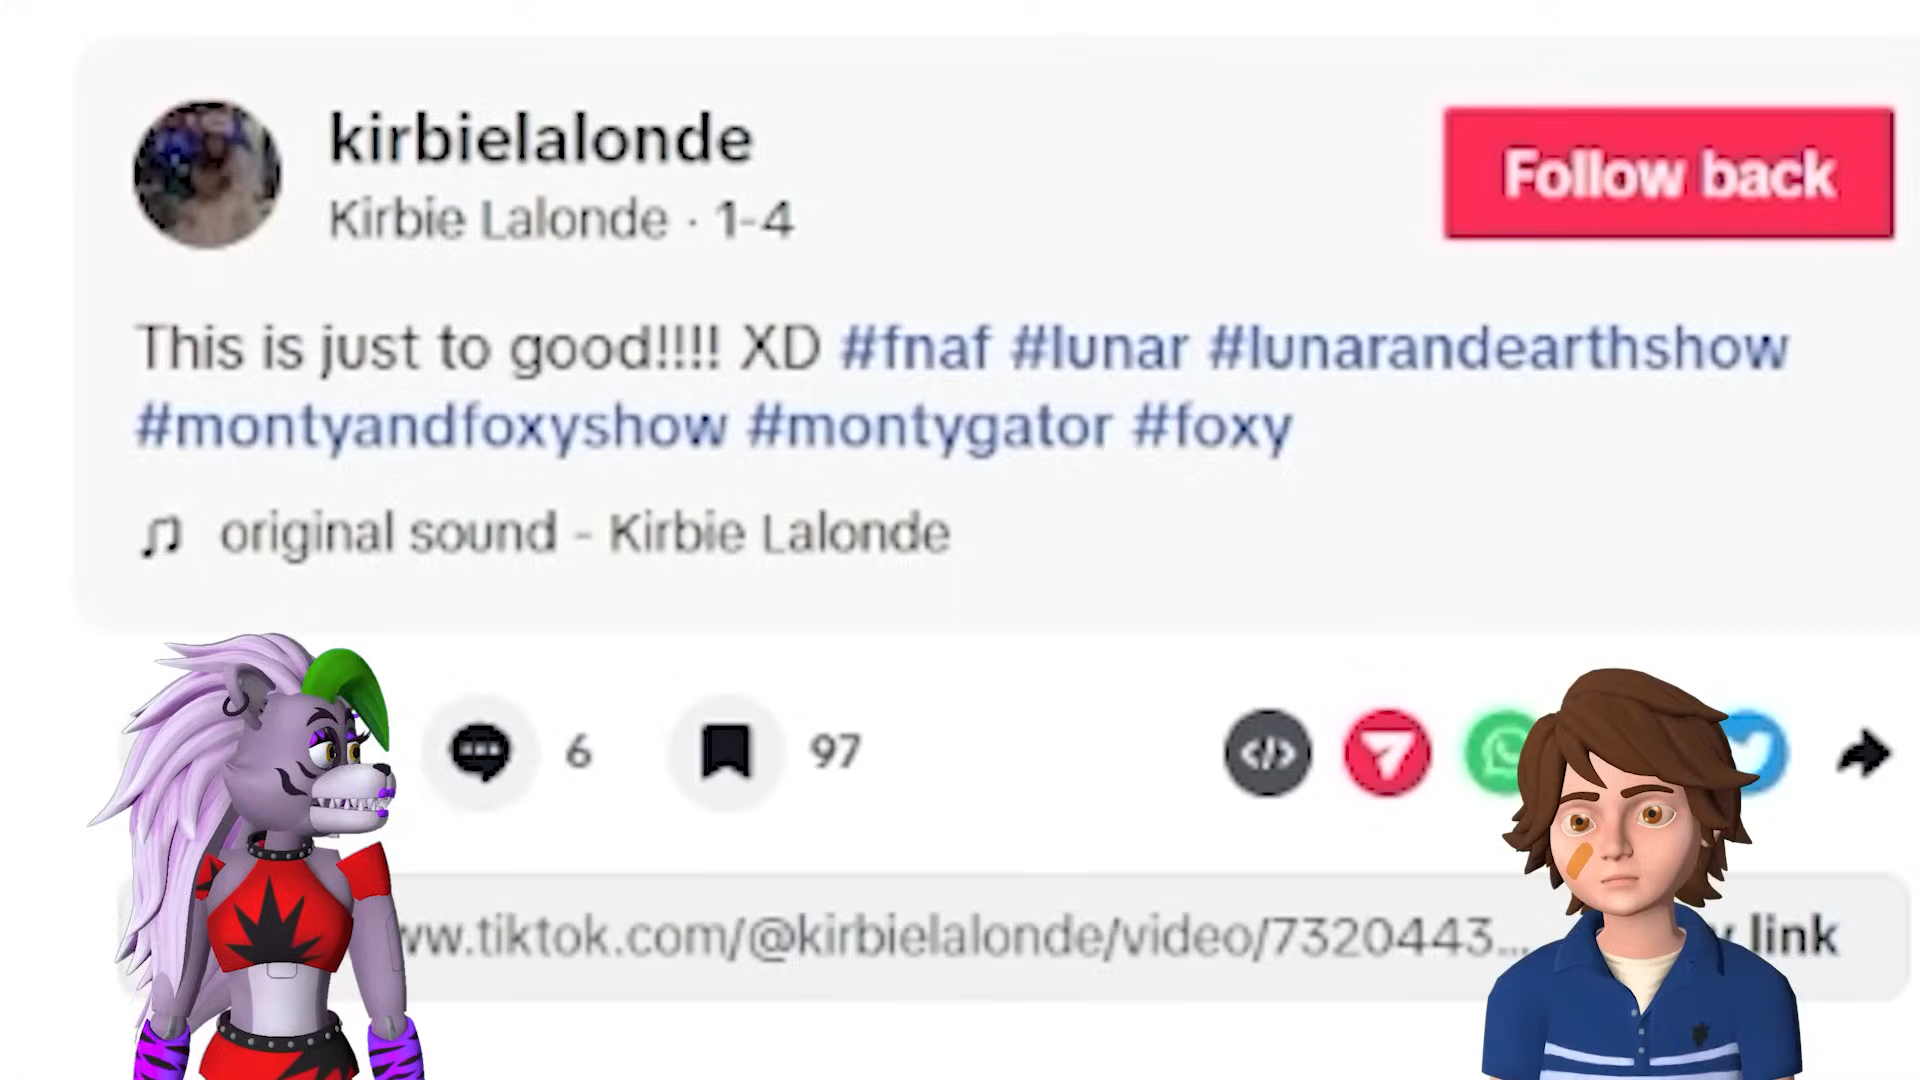 kirbielalonde
Kirbie Lalonde · 1-4
Follow back
This is just to good!!!! XD #fnaf #lunar #lunarandearthshow
#montyandfoxyshow #montygator #foxy
original sound - Kirbie Lalonde
6
97
ww.tiktok.com/@kirbielalonde/video/7320443...
link